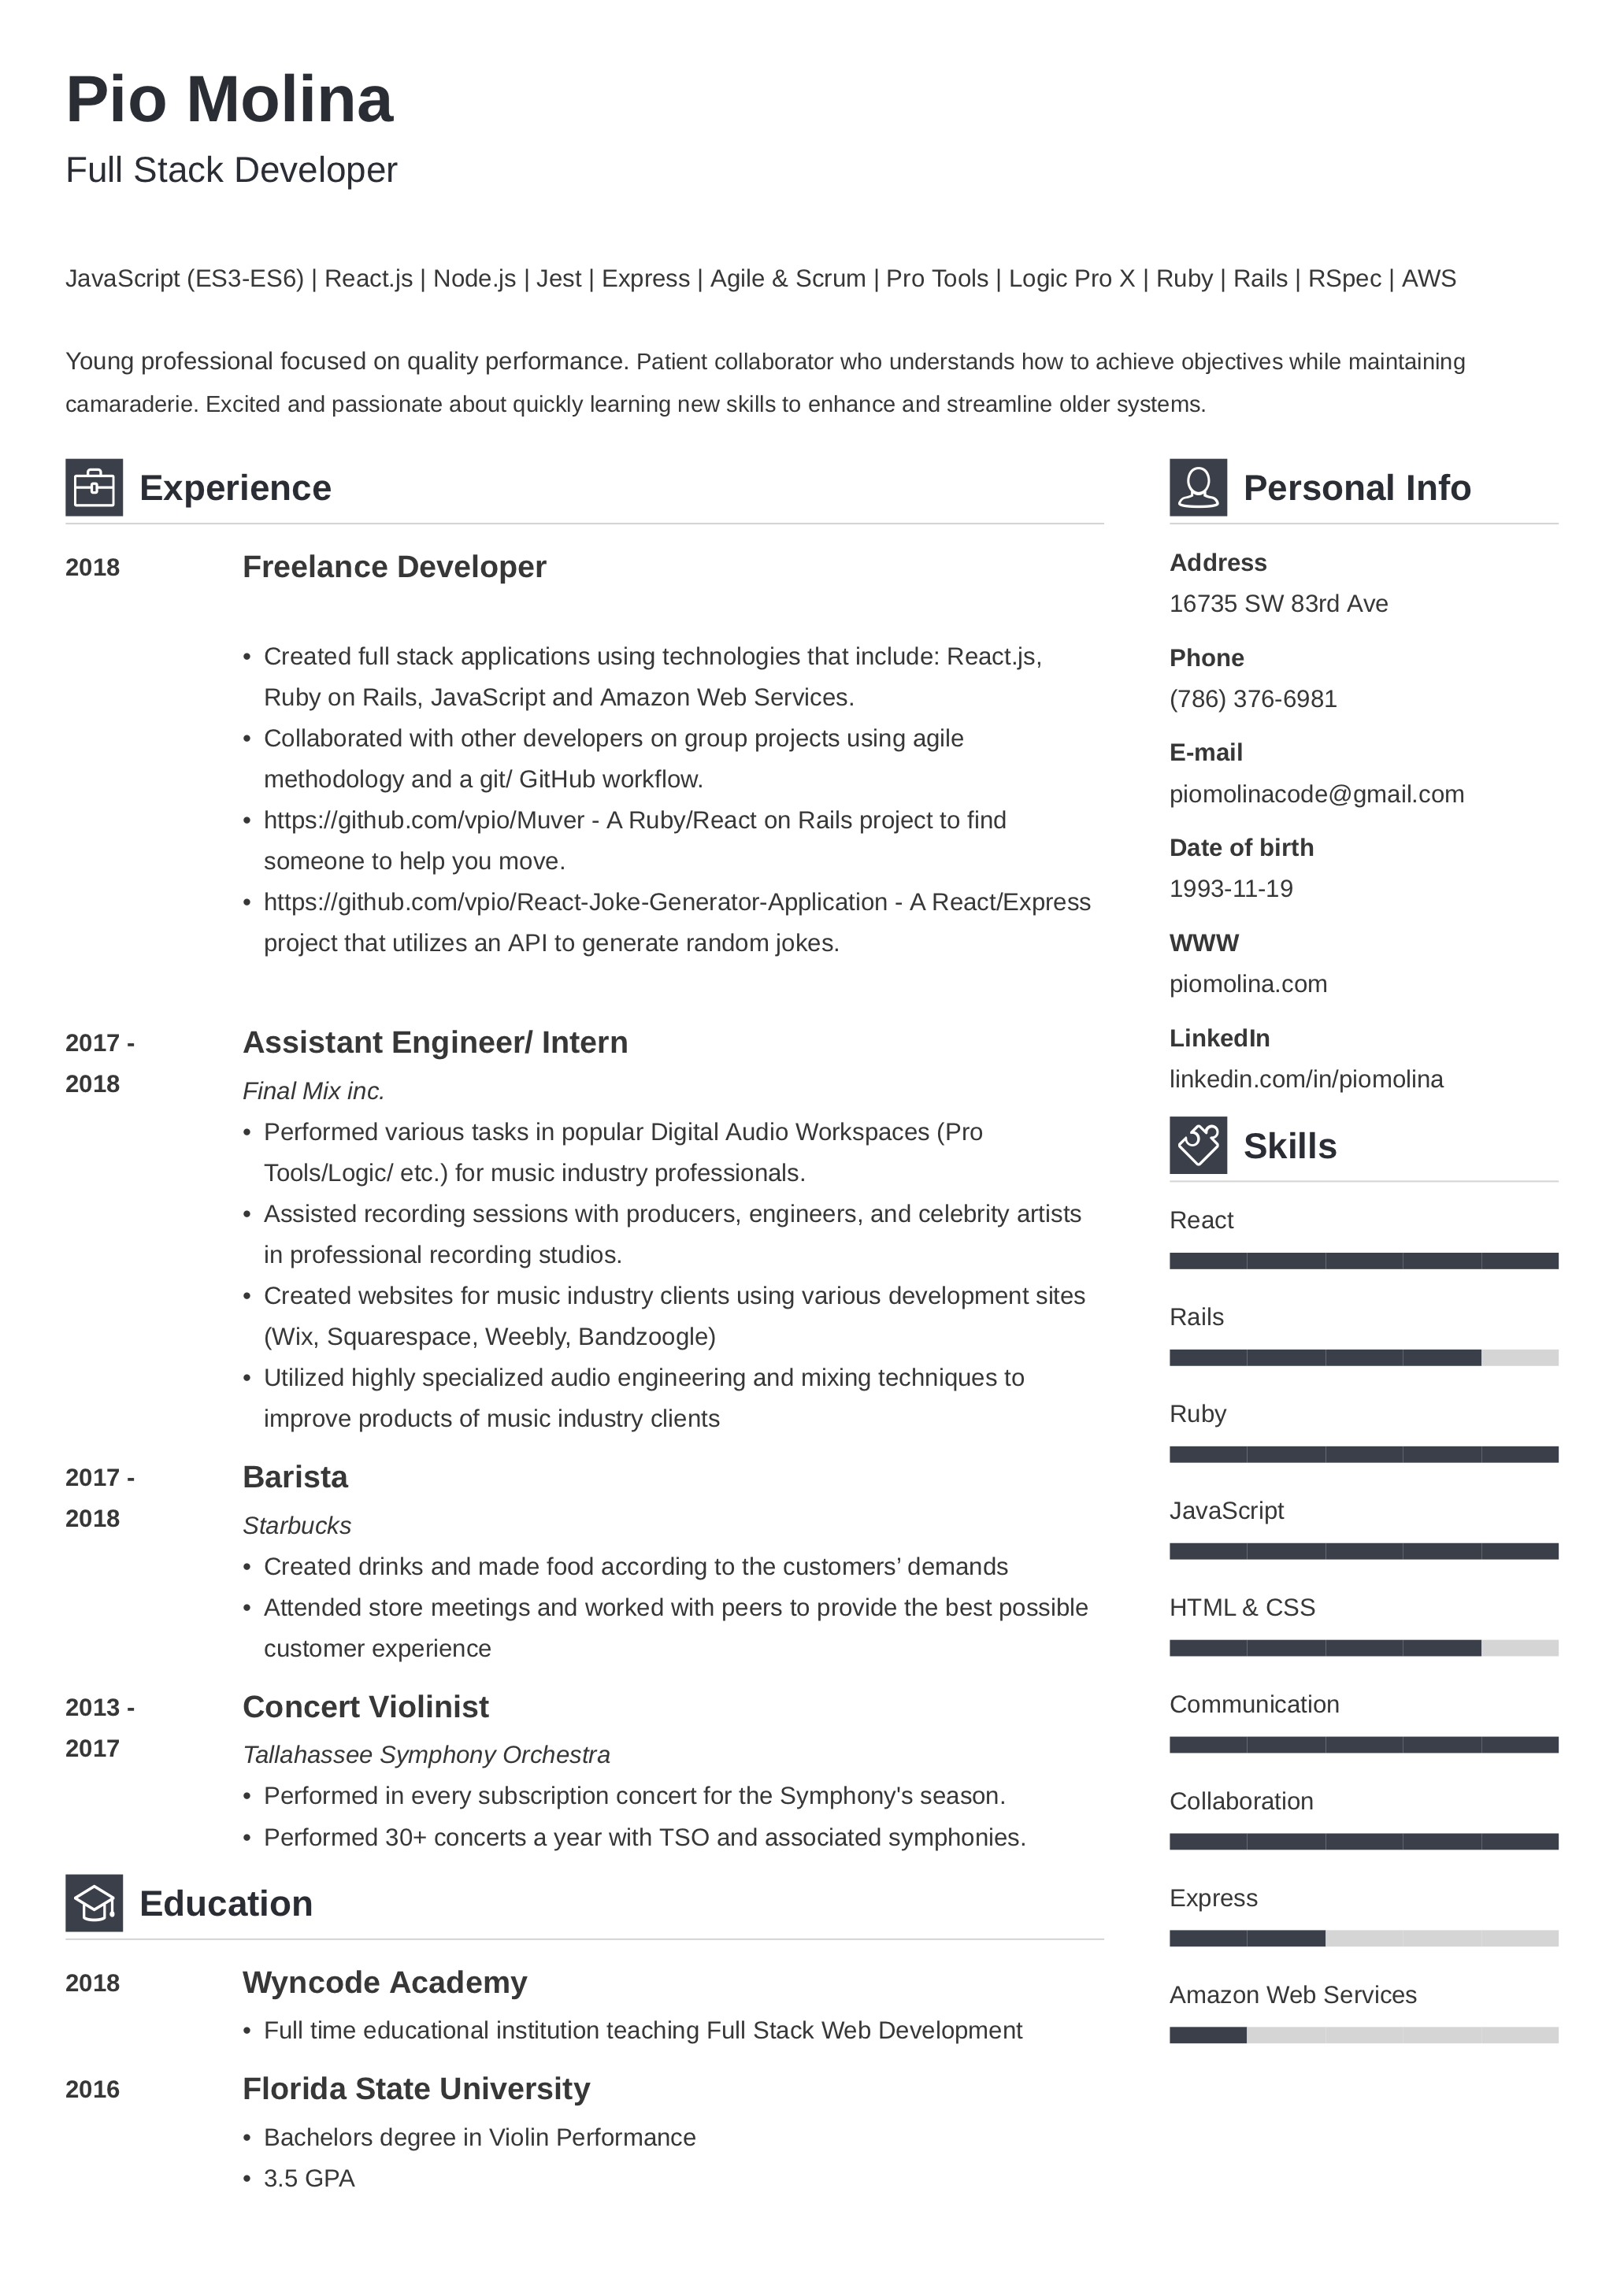 Pio Molina
Full Stack Developer
JavaScript (ES3-ES6) | React.js | Node.js | Jest | Express | Agile & Scrum | Pro Tools | Logic Pro X | Ruby | Rails | RSpec | AWS
Young professional focused on quality performance. Patient collaborator who understands how to achieve objectives while maintaining
camaraderie. Excited and passionate about quickly learning new skills to enhance and streamline older systems.
Experience
2018
Freelance Developer
• Created full stack applications using technologies that include: React.js,
Ruby on Rails, JavaScript and Amazon Web Services.
• Collaborated with other developers on group projects using agile
methodology and a git/ GitHub workflow.
• https://github.com/vpio/Muver - A Ruby/React on Rails project to find
someone to help you move.
• https://github.com/vpio/React-Joke-Generator-Application - A React/Express
project that utilizes an API to generate random jokes.
2017 -
2018
Assistant Engineer/ Intern
Final Mix inc.
• Performed various tasks in popular Digital Audio Workspaces (Pro
Tools/Logic/ etc.) for music industry professionals.
• Assisted recording sessions with producers, engineers, and celebrity artists
in professional recording studios.
• Created websites for music industry clients using various development sites
(Wix, Squarespace, Weebly, Bandzoogle)
• Utilized highly specialized audio engineering and mixing techniques to
improve products of music industry clients
2017 -
2018
Barista
Starbucks
• Created drinks and made food according to the customers’ demands
• Attended store meetings and worked with peers to provide the best possible
customer experience
2013 -
2017
Concert Violinist
Tallahassee Symphony Orchestra
• Performed in every subscription concert for the Symphony's season.
• Performed 30+ concerts a year with TSO and associated symphonies.
Education
2018
Wyncode Academy
• Full time educational institution teaching Full Stack Web Development
2016
Florida State University
• Bachelors degree in Violin Performance
• 3.5 GPA
Personal Info
Address
16735 SW 83rd Ave
Phone
(786) 376-6981
E-mail
piomolinacode@gmail.com
Date of birth
1993-11-19
WWW
piomolina.com
LinkedIn
linkedin.com/in/piomolina
Skills
React
Rails
Ruby
JavaScript
HTML & CSS
Communication
Collaboration
Express
Amazon Web Services